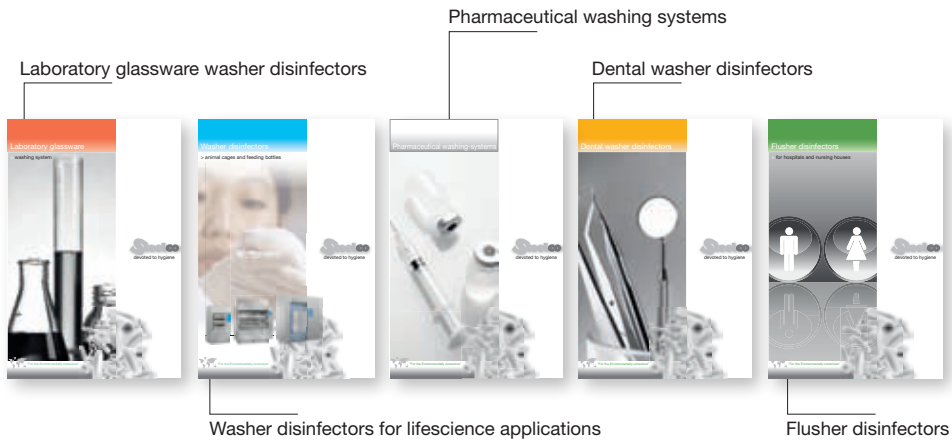 Pharmaceutical washing systems
Laboratory glassware washer disinfectors
Dental washer disinfectors
Laboratory glassware
> washing system
Washer disinfectors
> animal cages and feeding bottles
Pharmaceutical washing-systems
Dental washer disinfectors
Flusher disinfectors
> for hospitals and nursing houses
devoted to hygiene
devoted to hygiene
devoted to hygiene
devoted to hygiene
devoted to hygiene
Washer disinfectors for lifescience applications
Flusher disinfectors